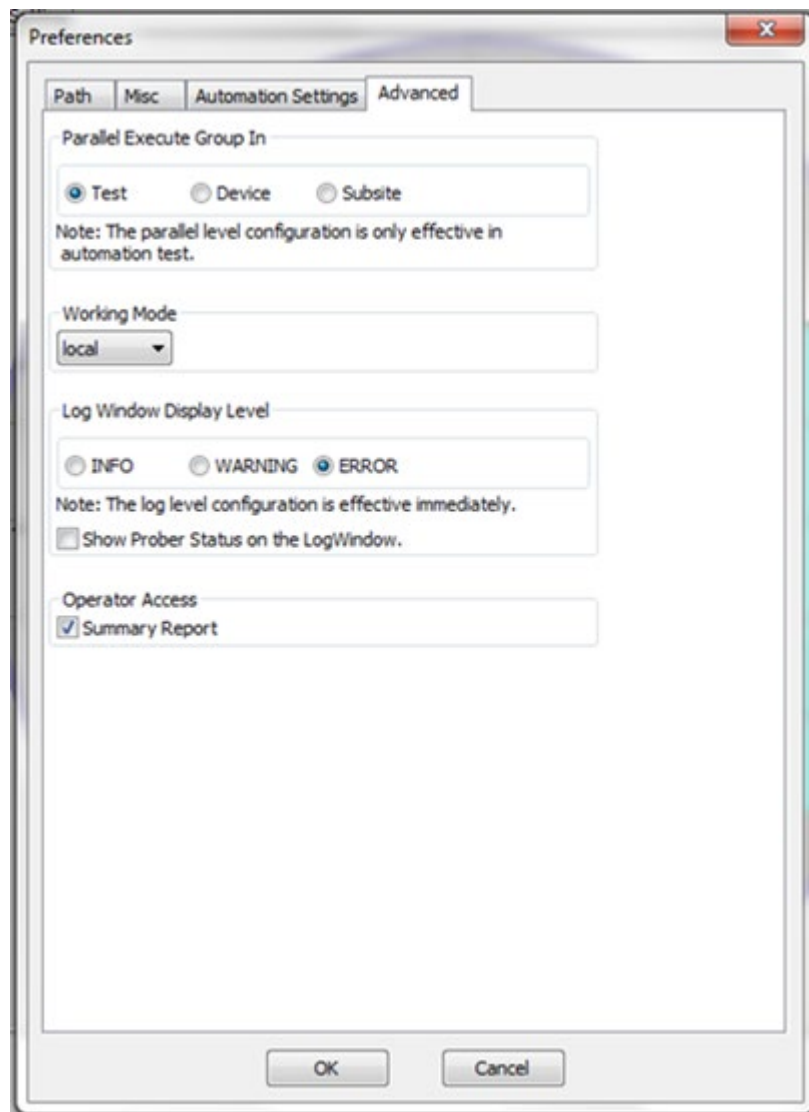 Preferences
Path Misc Automation Settings Advanced
Parallel Execute Group In
Test Device Subsite
Note: The parallel level configuration is only effective in
automation test.
Working Mode
local
Log Window Display Level
INFO WARNING ERROR
Note: The log level configuration is effective immediately.
Show Prober Status on the LogWindow.
Operator Access
Summary Report
OK Cancel